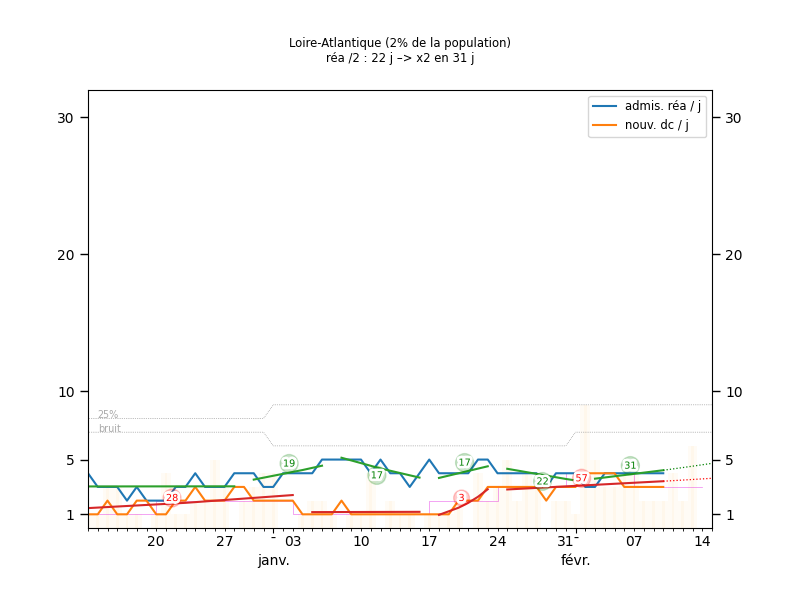 Loire-Atlantique (2% de la population)
réa /2 : 22 j –> x2 en 31 j
admis. réa / j
nouv. dc / j
30 30
20 20
10 10
25%
bruit
5 5
19 17 17 22 57 31
28 3
1 1
20 27 - 03 10 17 24 31- 07 14
janv. févr.